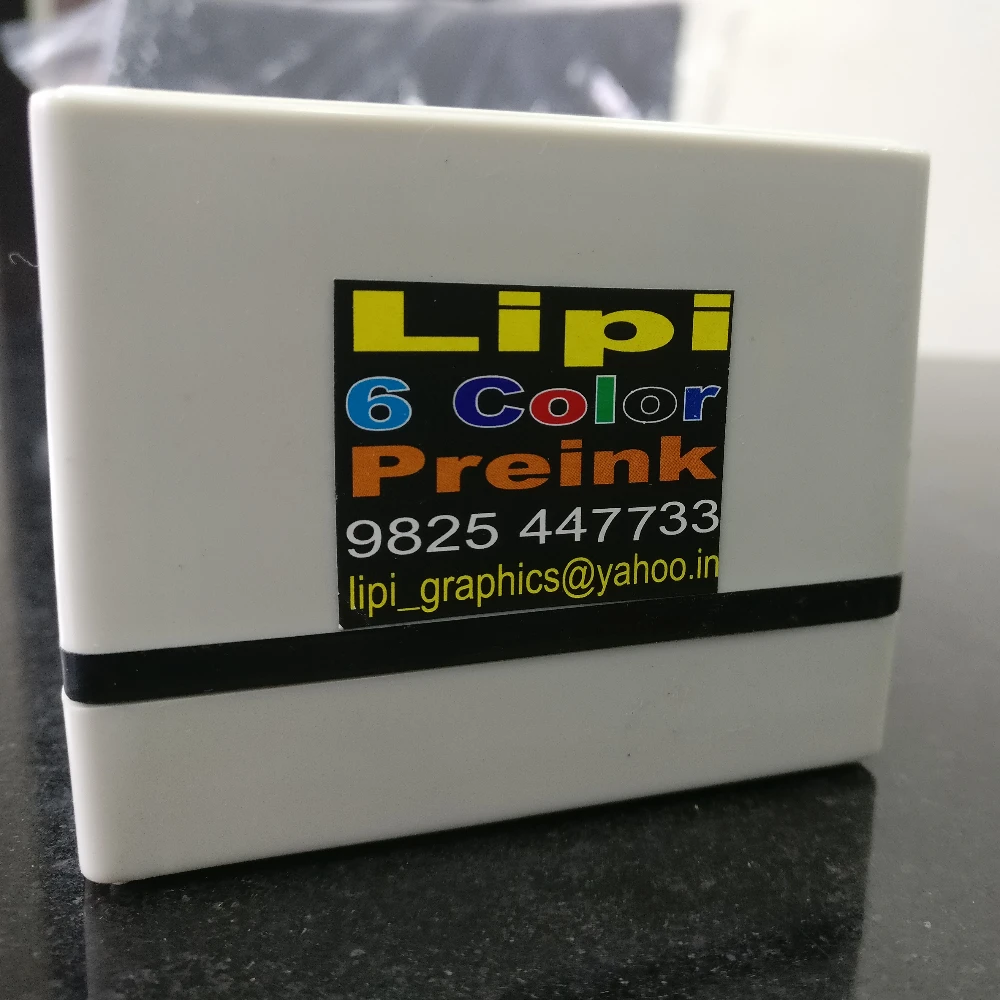 Lipi
6 Color
Preink
9825 447733
lipi_graphics@yahoo.in